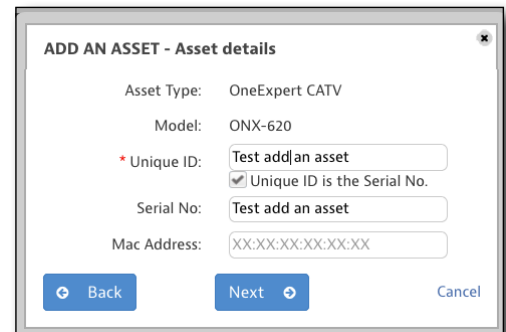 ADD AN ASSET - Asset details
Asset Type: OneExpert CATV
Model: ONX-620
* Unique ID: Test add an asset
Unique ID is the Serial No.
Serial No: Test add an asset
Mac Address: XX:XX:XX:XX:XX:XX
Back Next Cancel